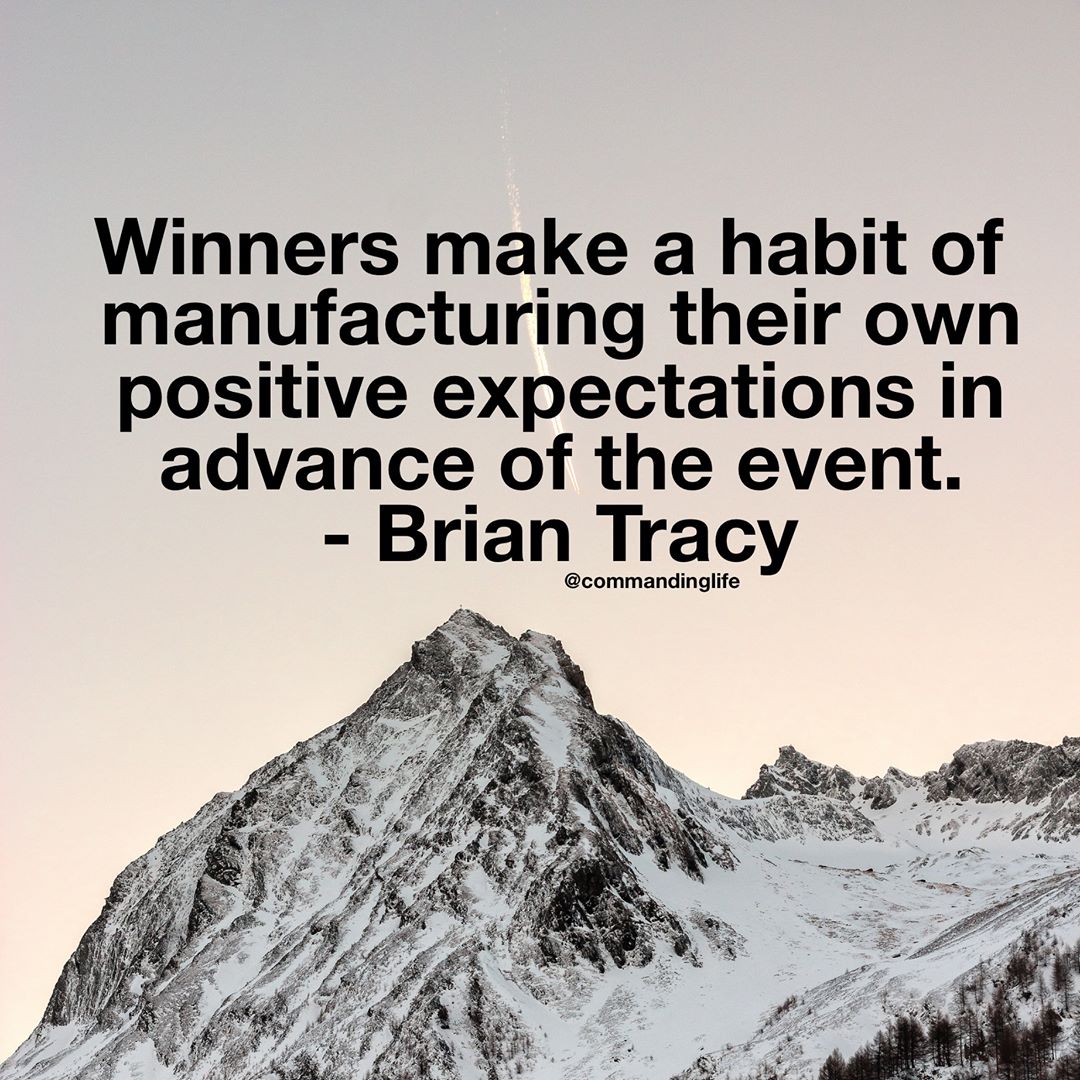 Winners make a habit of
manufacturing their own
positive expectations in
advance of the event.
- Brian Tracy
@commandinglife